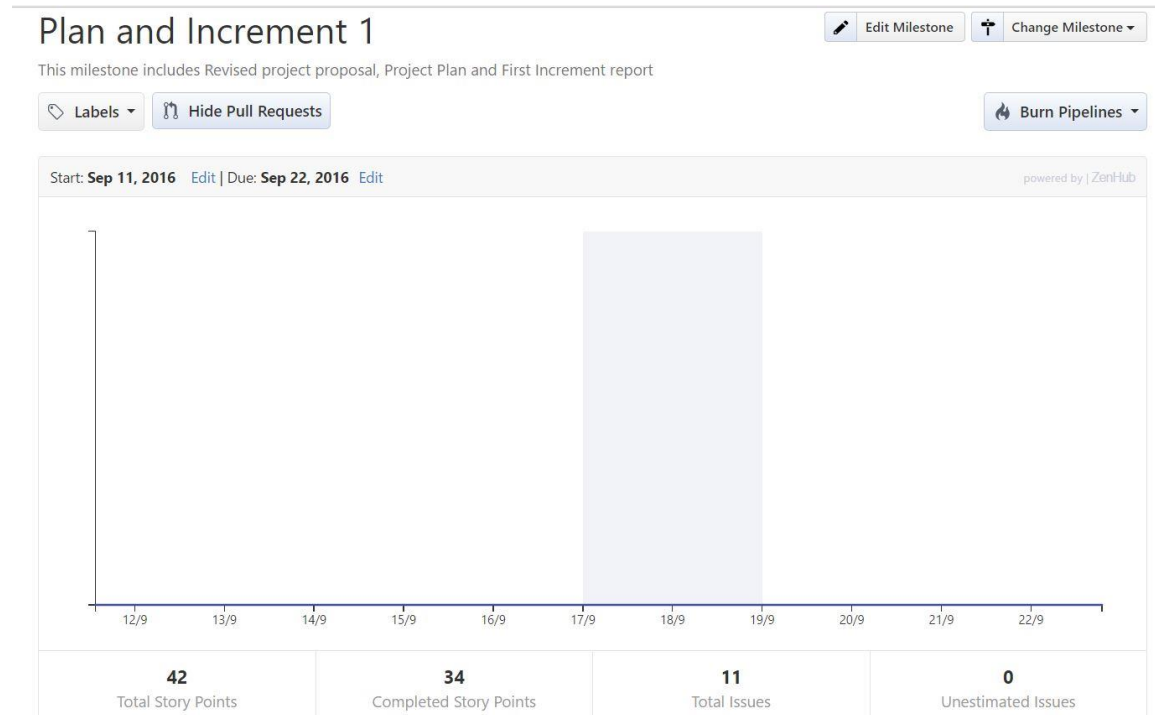 Plan and Increment 1
Edit Milestone
Change Milestone
This milestone includes Revised project proposal, Project Plan and First Increment report
Labels
Hide Pull Requests
Burn Pipelines
Start: Sep 11, 2016 Edit | Due: Sep 22, 2016 Edit
powered by | ZenHub
12/9 13/9 14/9 15/9 16/9 17/9 18/9 19/9 20/9 21/9 22/9
42 34 11 0
Total Story Points Completed Story Points Total Issues Unestimated Issues